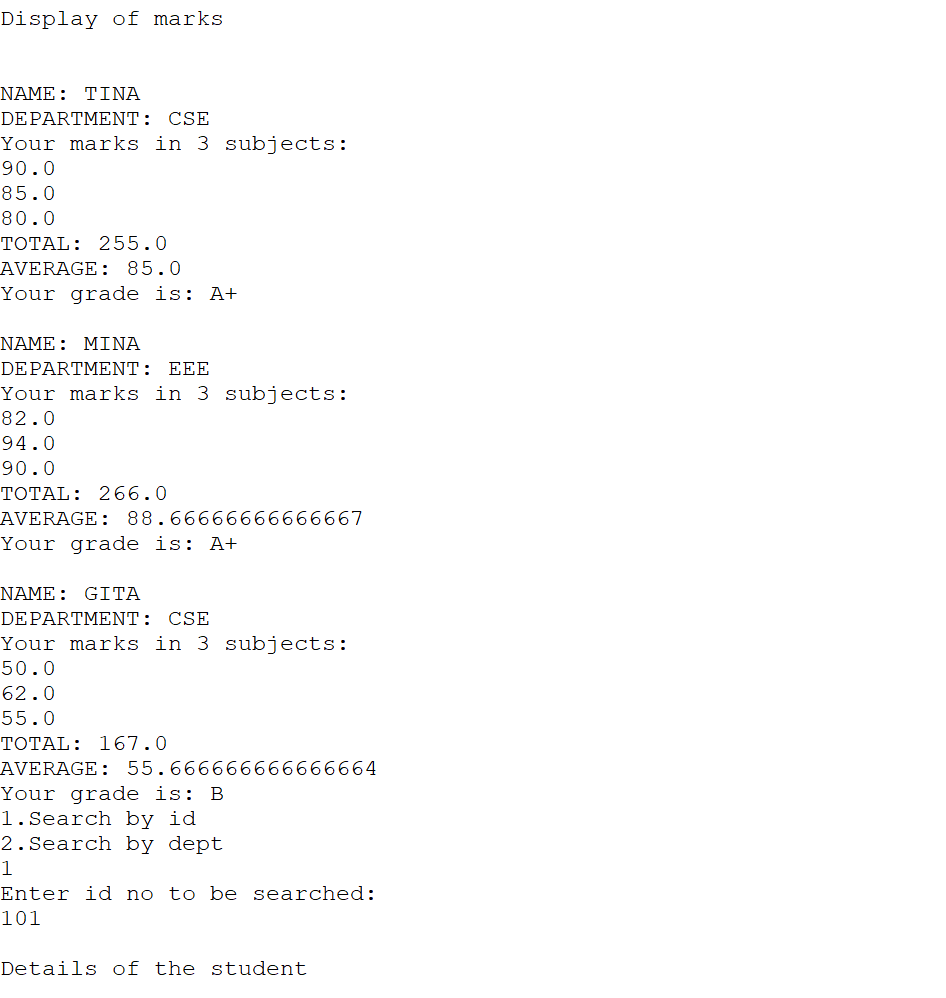 Display of marks
NAME: TINA
DEPARTMENT: CSE
Your marks in 3 subjects:
90.0
85.0
80.0
TOTAL: 255.0
AVERAGE: 85.0
Your grade is: A+
NAME: MINA
DEPARTMENT: EEE
Your marks in 3 subjects:
82.0
94.0
90.0
TOTAL: 266.0
AVERAGE: 88.66666666666667
Your grade is: A+
NAME: GITA
DEPARTMENT: CSE
Your marks in 3 subjects:
50.0
62.0
55.0
TOTAL: 167.0
AVERAGE: 55.666666666666664
Your grade is: B
1.Search by id
2.Search by dept
1
Enter id no to be searched:
101
Details of the student